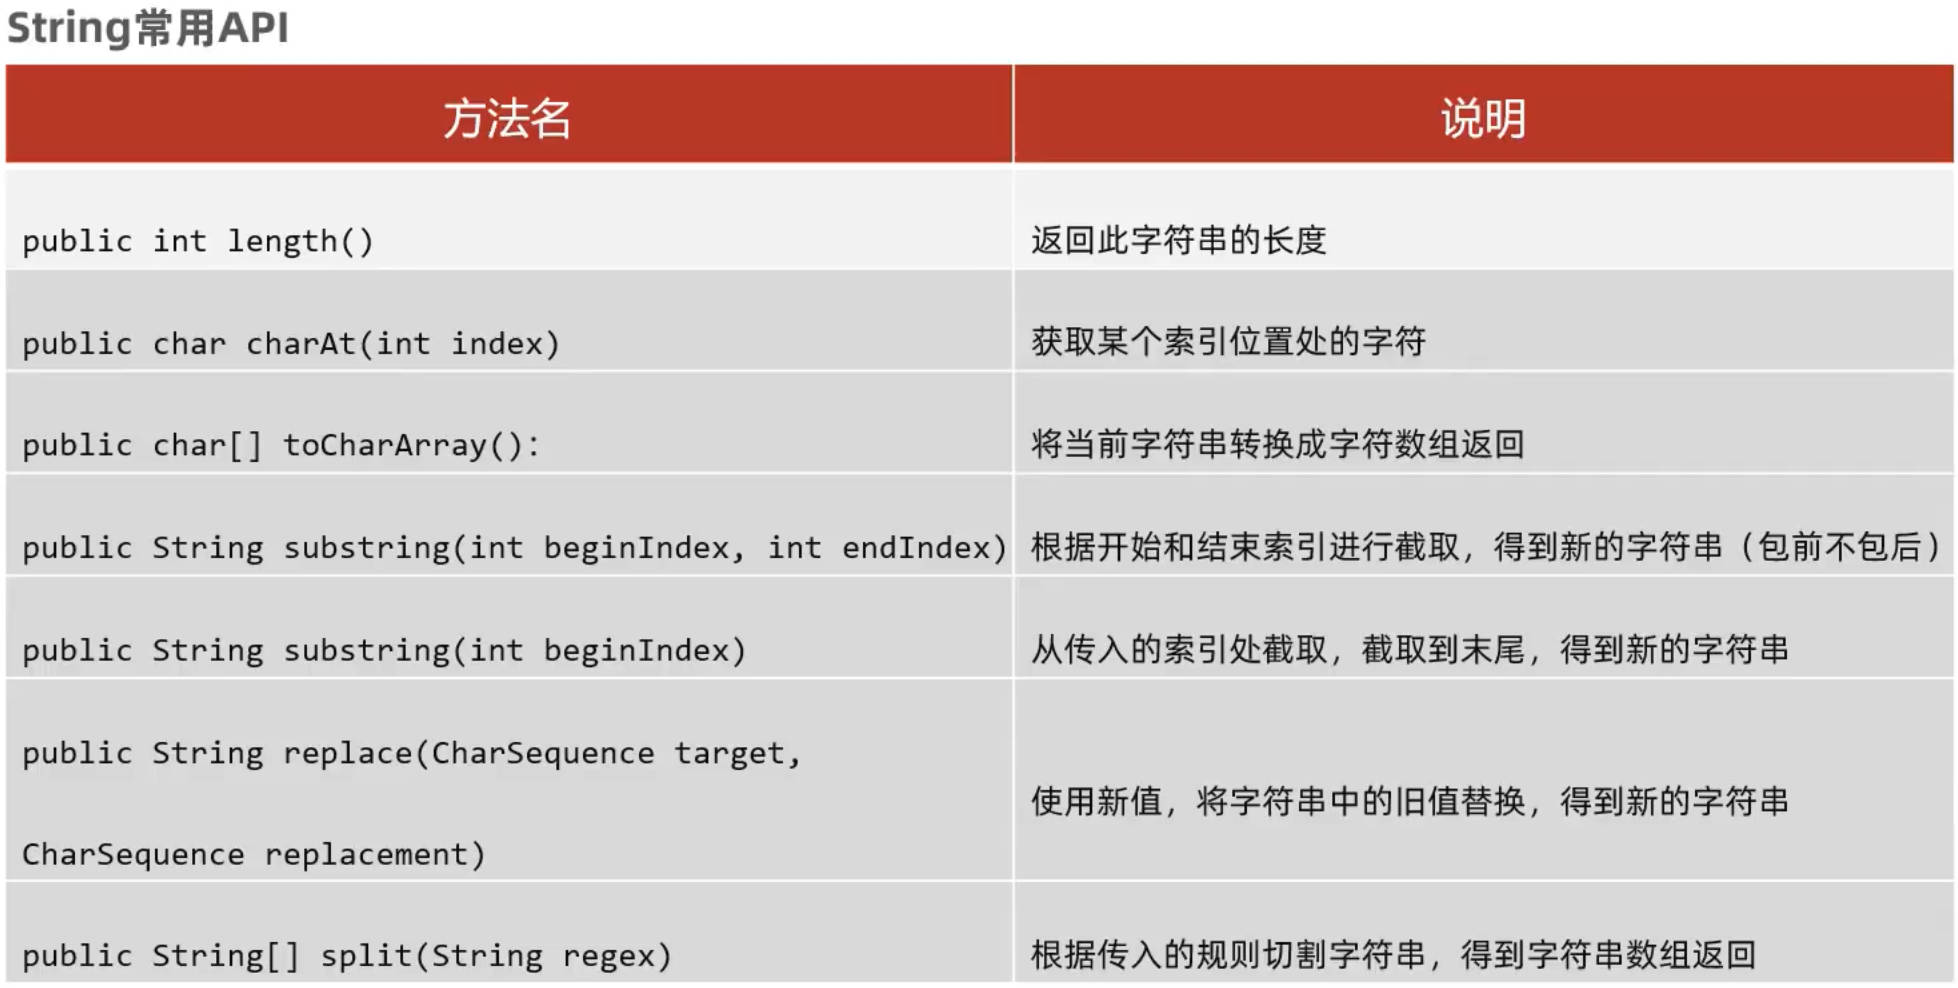 String常用API
方法名
说明
public int length()
返回此字符串的长度
public char charAt(int index)
获取某个索引位置处的字符
public char[] toCharArray():
将当前字符串转换成字符数组返回
public String substring(int beginIndex, int endIndex)
根据开始和结束索引进行截取，得到新的字符串（包前不包后）
public String substring(int beginIndex)
从传入的索引处截取，截取到末尾，得到新的字符串
public String replace(CharSequence target,
CharSequence replacement)
使用新值，将字符串中的旧值替换，得到新的字符串
public String[] split(String regex)
根据传入的规则切割字符串，得到字符串数组返回